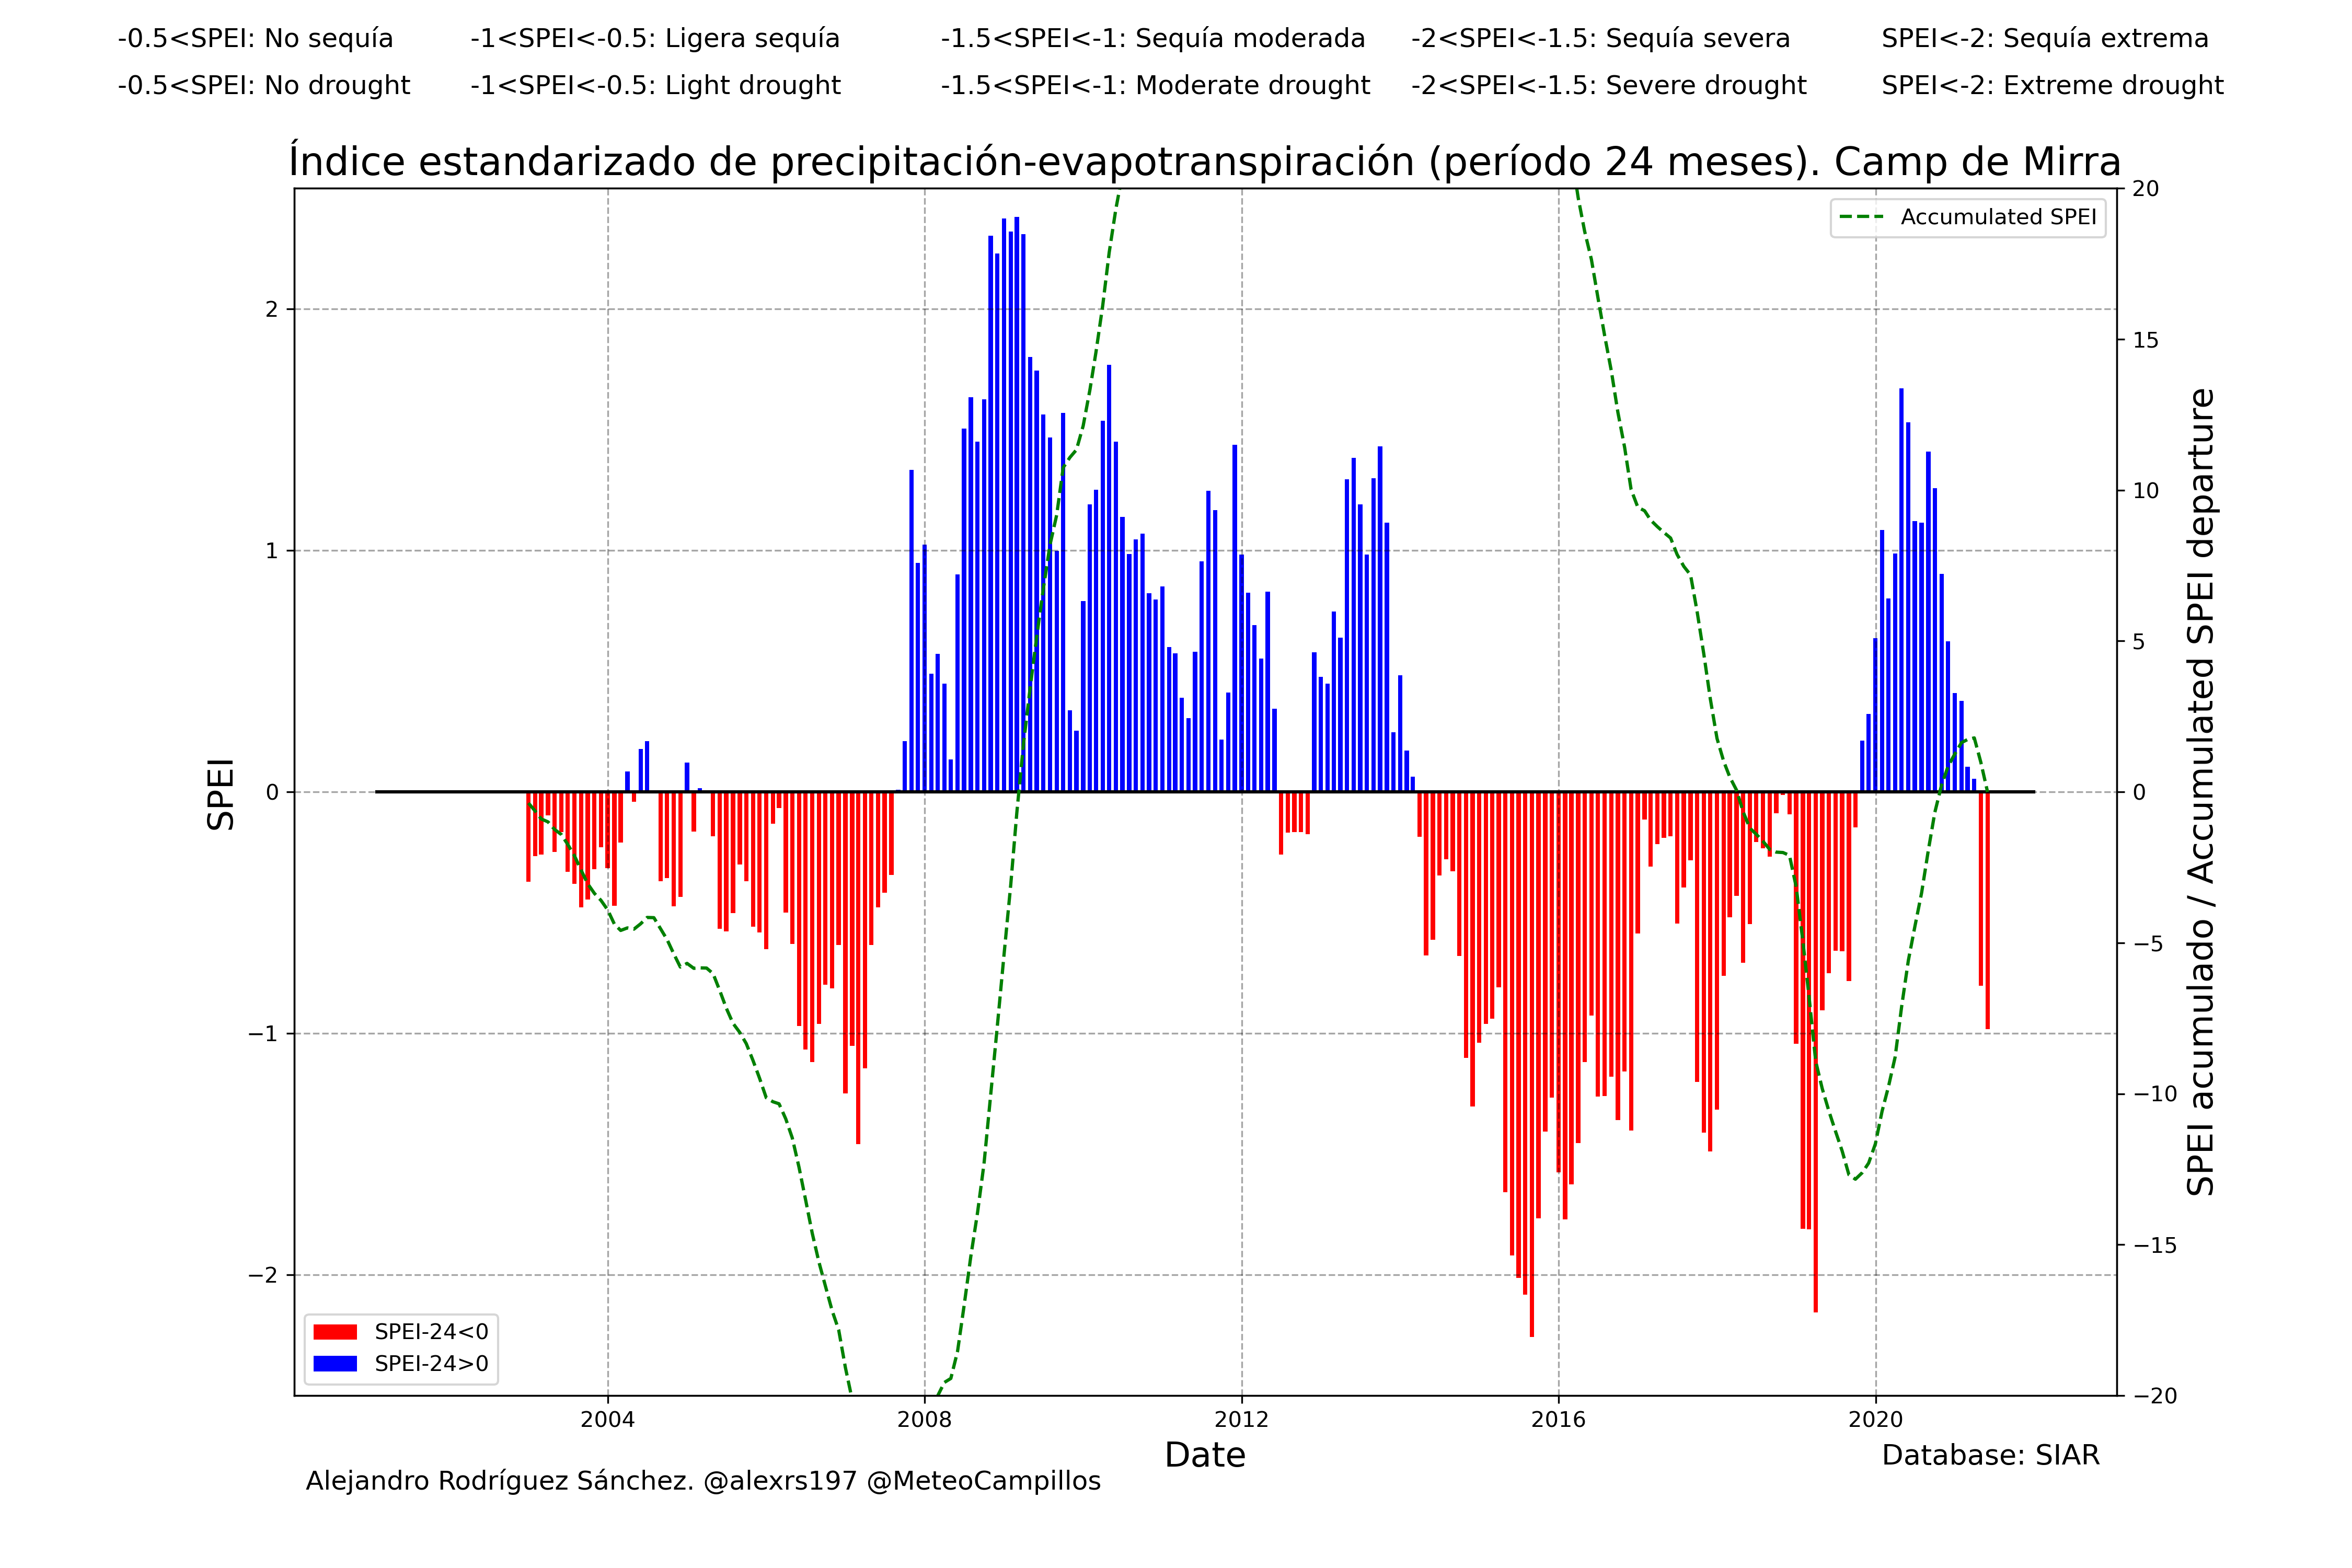 -0.5<SPEI: No sequía -1<SPEI<-0.5: Ligera sequía -1.5<SPEI<-1: Sequía moderada -2<SPEI<-1.5: Sequía severa SPEI<-2: Sequía extrema
-0.5<SPEI: No drought -1<SPEI<-0.5: Light drought -1.5<SPEI<-1: Moderate drought -2<SPEI<-1.5: Severe drought SPEI<-2: Extreme drought
Índice estandarizado de precipitación-evapotranspiración (período 24 meses). Camp de Mirra
Accumulated SPEI
SPEI
2
1
0
−1
−2
20
15
10
5
0
−5
−10
−15
−20
SPEI acumulado / Accumulated SPEI departure
SPEI-24<0
SPEI-24>0
2004 2008 2012 2016 2020
Date
Database: SIAR
Alejandro Rodríguez Sánchez. @alexrs197 @MeteoCampillos